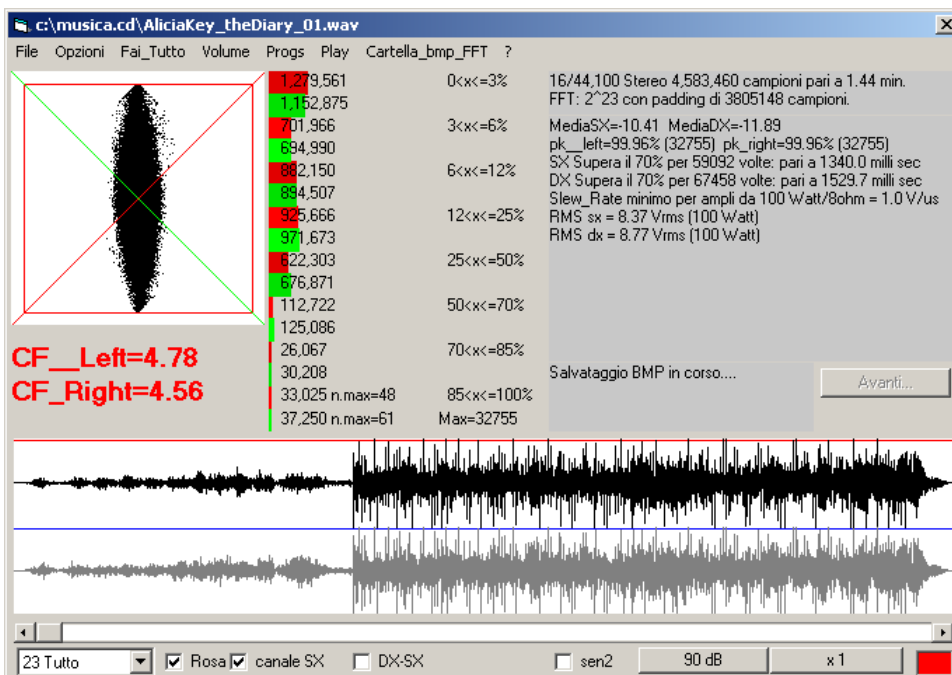 c:\musica.cd\AliciaKey_theDiary_01.wav
File Opzioni Fai_Tutto Volume Progs Play Cartella_bmp_FFT ?
1,279,561 0<x<=3%
1,152,875
701,966 3<x<=6%
694,990
882,150 6<x<=12%
894,507
925,666 12<x<=25%
971,673
622,303 25<x<=50%
676,871
112,722 50<x<=70%
125,086
26,067 70<x<=85%
30,208
33,025 n.max=48 85<x<=100%
37,250 n.max=61 Max=32755
16/44,100 Stereo 4,583,460 campioni pari a 1.44 min.
FFT: 2^23 con padding di 3805148 campioni.
MediaSX=-10.41 MediaDX=-11.89
pk__left=99.96% (32755) pk_right=99.96% (32755)
SX Supera il 70% per 59092 volte: pari a 1340.0 milli sec
DX Supera il 70% per 67458 volte: pari a 1529.7 milli sec
Slew_Rate minimo per ampli da 100 Watt/8ohm = 1.0 V/us
RMS sx = 8.37 Vrms (100 Watt)
RMS dx = 8.77 Vrms (100 Watt)
CF__Left=4.78
CF_Right=4.56
Salvataggio BMP in corso....
Avanti...
23 Tutto Rosa canale SX DX-SX sen2 90 dB x 1